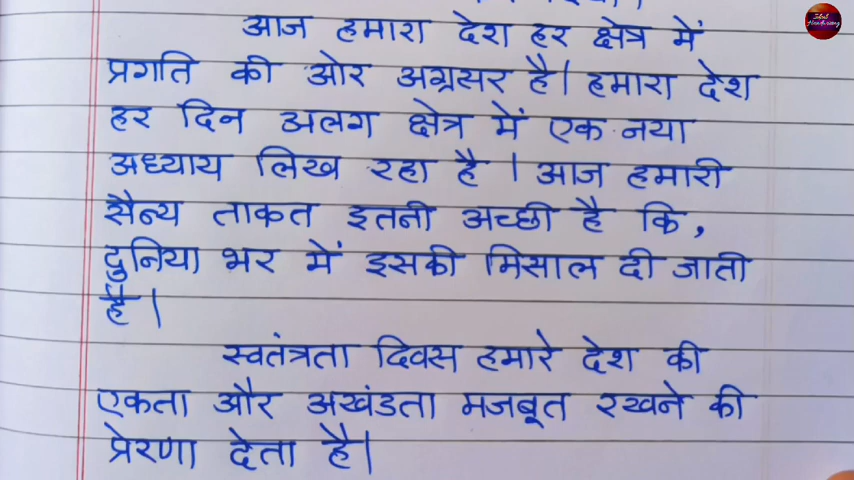 आज हमारा देश हर क्षेत्र में
प्रगति की ओर अग्रसर है। हमारा देश
हर दिन अलग क्षेत्र में एक नया
अध्याय लिख रहा है । आज हमारी
सैन्य ताकत इतनी अच्छी है कि,
दुनिया भर में इसकी मिसाल दी जाती
है।
स्वतंत्रता दिवस हमारे देश की
एकता और अखंडता मजबूत रखने की
प्रेरणा देता है।